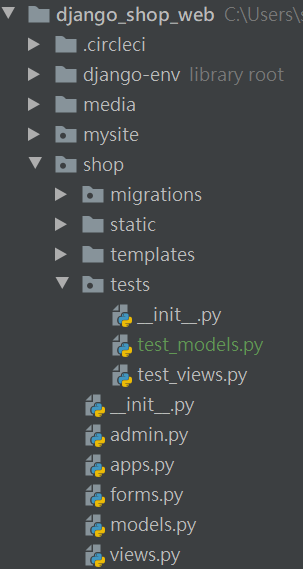 django_shop_web C:\Users\
.circleci
django-env library root
media
mysite
shop
migrations
static
templates
tests
__init__.py
test_models.py
test_views.py
__init__.py
admin.py
apps.py
forms.py
models.py
views.py